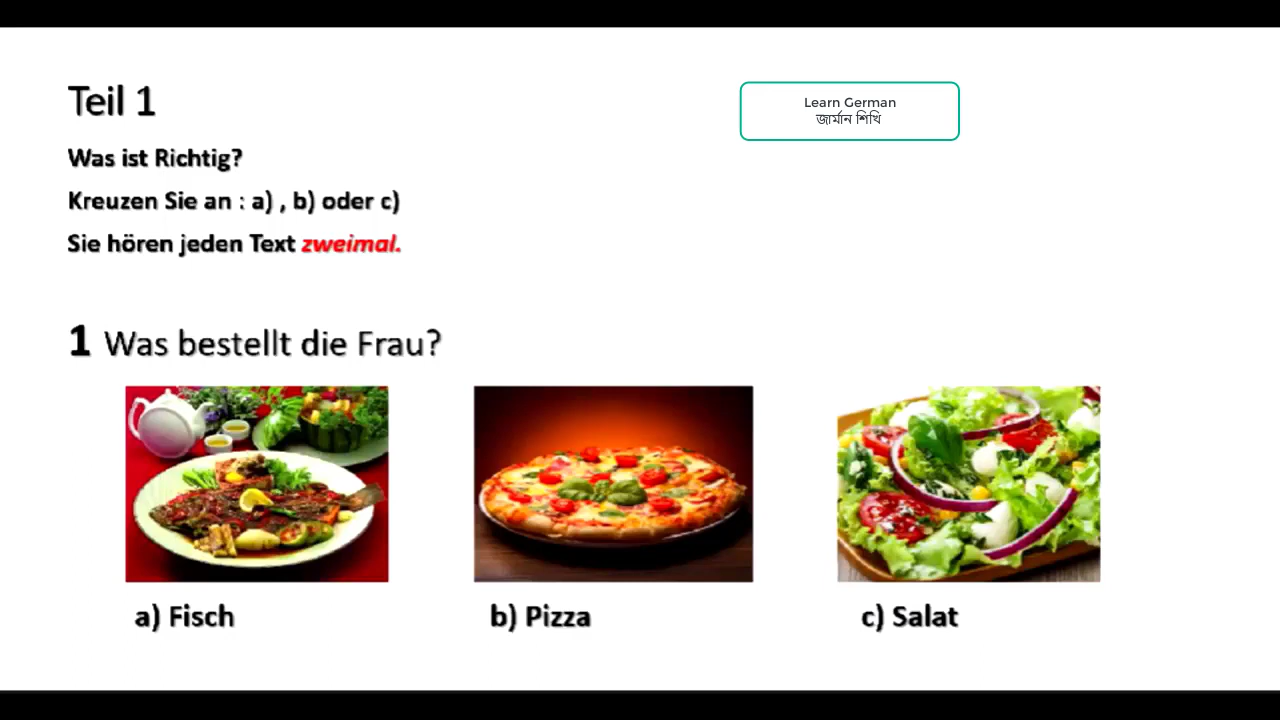 Teil 1
Learn German
জার্মান শিখি
Was ist Richtig?
Kreuzen Sie an : a) , b) oder c)
Sie hören jeden Text zweimal.
1 Was bestellt die Frau?
a) Fisch
b) Pizza
c) Salat